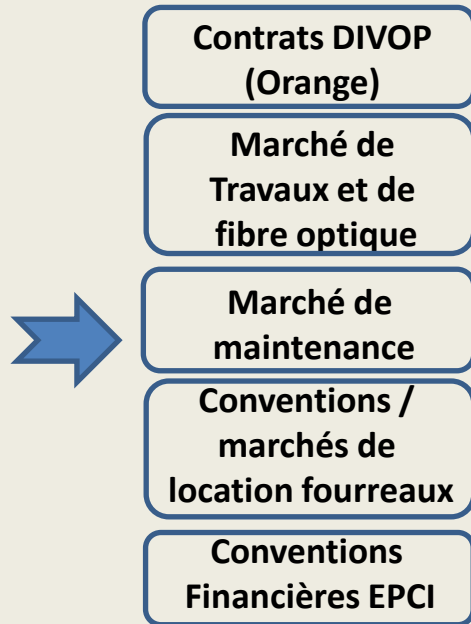 Contrats DIVOP
(Orange)
Marché de
Travaux et de
fibre optique
Marché de
maintenance
Conventions /
marchés de
location fourreaux
Conventions
Financières EPCI